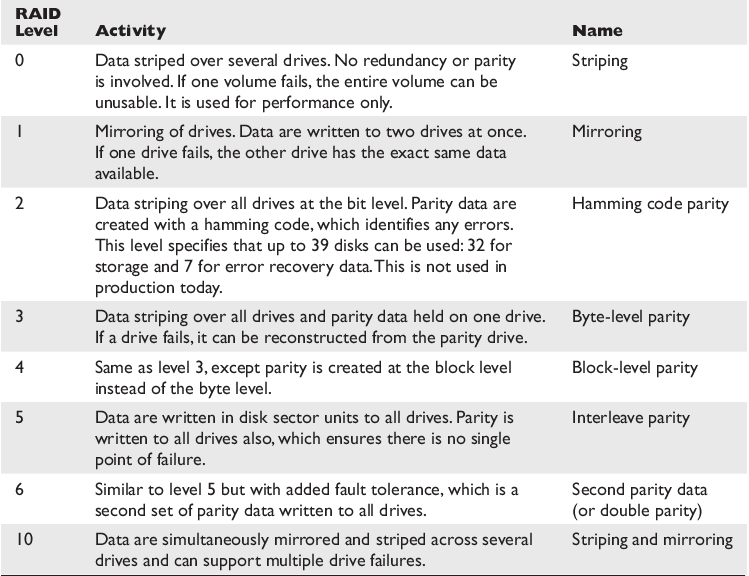 RAID
Level Activity Name
0 Data striped over several drives. No redundancy or parity Striping
is involved. If one volume fails, the entire volume can be
unusable. It is used for performance only.
1 Mirroring of drives. Data are written to two drives at once. Mirroring
If one drive fails, the other drive has the exact same data
available.
2 Data striping over all drives at the bit level. Parity data are Hamming code parity
created with a hamming code, which identifies any errors.
This level specifies that up to 39 disks can be used: 32 for
storage and 7 for error recovery data. This is not used in
production today.
3 Data striping over all drives and parity data held on one drive. Byte-level parity
If a drive fails, it can be reconstructed from the parity drive.
4 Same as level 3, except parity is created at the block level Block-level parity
instead of the byte level.
5 Data are written in disk sector units to all drives. Parity is Interleave parity
written to all drives also, which ensures there is no single
point of failure.
6 Similar to level 5 but with added fault tolerance, which is a Second parity data
second set of parity data written to all drives. (or double parity)
10 Data are simultaneously mirrored and striped across several Striping and mirroring
drives and can support multiple drive failures.